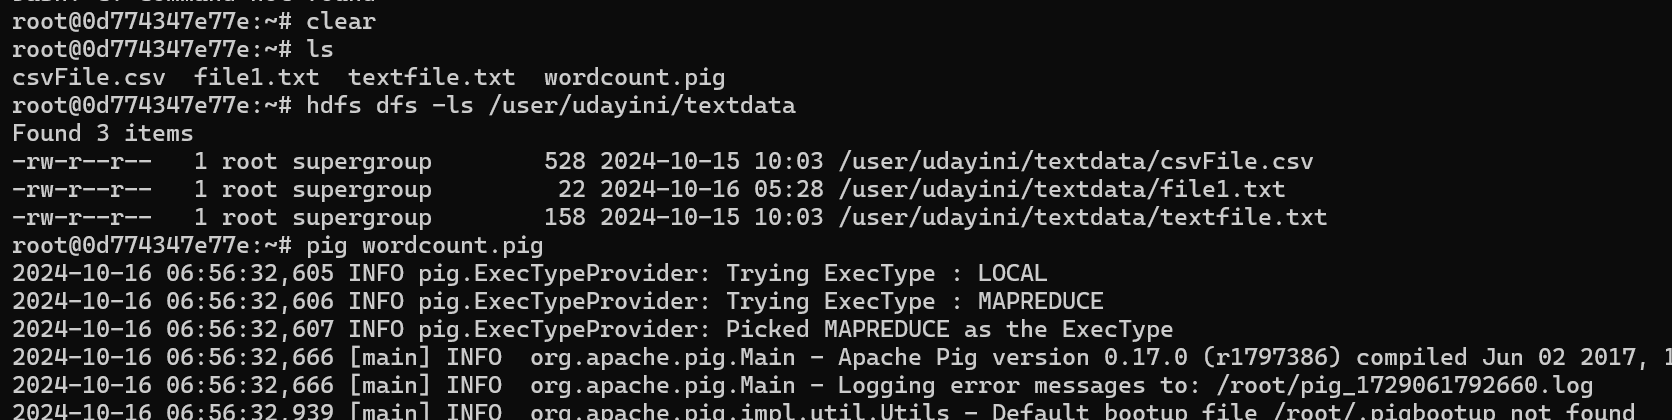 root@0d774347e77e:~# clear
root@0d774347e77e:~# ls
csvFile.csv  file1.txt  textfile.txt  wordcount.pig
root@0d774347e77e:~# hdfs dfs -ls /user/udayini/textdata
Found 3 items
-rw-r--r--   1 root supergroup        528 2024-10-15 10:03 /user/udayini/textdata/csvFile.csv
-rw-r--r--   1 root supergroup         22 2024-10-16 05:28 /user/udayini/textdata/file1.txt
-rw-r--r--   1 root supergroup        158 2024-10-15 10:03 /user/udayini/textdata/textfile.txt
root@0d774347e77e:~# pig wordcount.pig
2024-10-16 06:56:32,605 INFO pig.ExecTypeProvider: Trying ExecType : LOCAL
2024-10-16 06:56:32,606 INFO pig.ExecTypeProvider: Trying ExecType : MAPREDUCE
2024-10-16 06:56:32,607 INFO pig.ExecTypeProvider: Picked MAPREDUCE as the ExecType
2024-10-16 06:56:32,666 [main] INFO  org.apache.pig.Main - Apache Pig version 0.17.0 (r1797386) compiled Jun 02 2017, 1
2024-10-16 06:56:32,666 [main] INFO  org.apache.pig.Main - Logging error messages to: /root/pig_1729061792660.log
2024-10-16 06:56:32,939 [main] INFO  org.apache.pig.impl.util.Utils - Default bootup file /root/.pigbootup not found